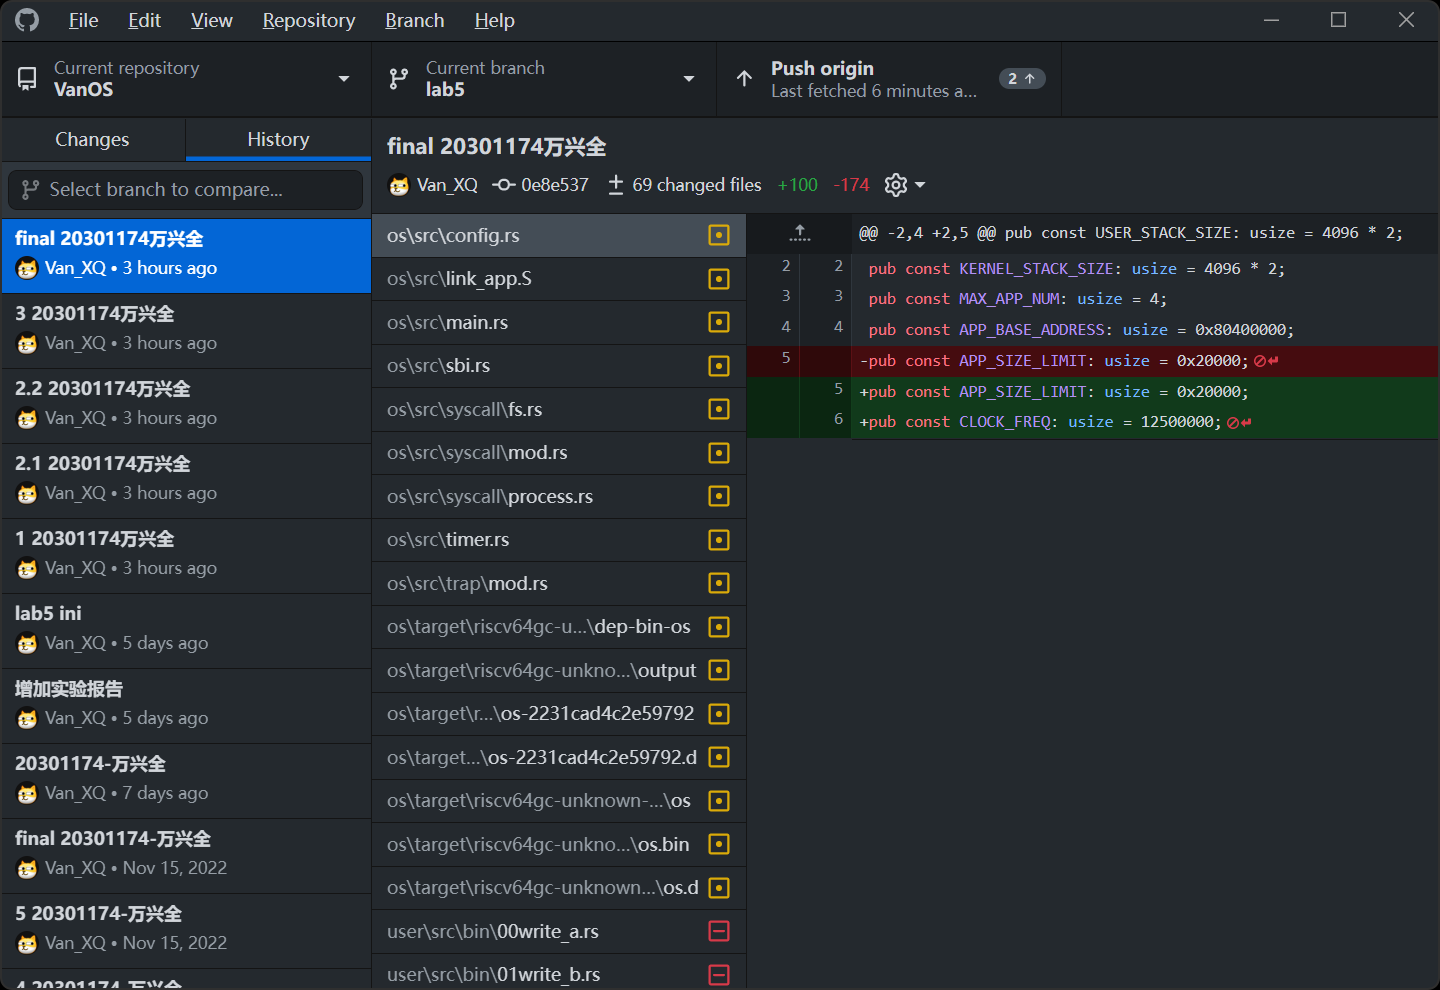 File Edit View Repository Branch Help
Current repository
VanOS
Current branch
lab5
Push origin
Last fetched 6 minutes a...
2
Changes
History
Select branch to compare...
final 20301174万兴全
Van_XQ • 3 hours ago
3 20301174万兴全
Van_XQ • 3 hours ago
2.2 20301174万兴全
Van_XQ • 3 hours ago
2.1 20301174万兴全
Van_XQ • 3 hours ago
1 20301174万兴全
Van_XQ • 3 hours ago
lab5 ini
Van_XQ • 5 days ago
增加实验报告
Van_XQ • 5 days ago
20301174-万兴全
Van_XQ • 7 days ago
final 20301174-万兴全
Van_XQ • Nov 15, 2022
5 20301174-万兴全
Van_XQ • Nov 15, 2022
4 20301174-万兴全
final 20301174万兴全
Van_XQ 0e8e537 69 changed files +100 -174
os\src\config.rs
os\src\link_app.S
os\src\main.rs
os\src\sbi.rs
os\src\syscall\fs.rs
os\src\syscall\mod.rs
os\src\syscall\process.rs
os\src\timer.rs
os\src\trap\mod.rs
os\target\riscv64gc-u...\dep-bin-os
os\target\riscv64gc-unkno...\output
os\target\r...\os-2231cad4c2e59792
os\target...\os-2231cad4c2e59792.d
os\target\riscv64gc-unknown-...\os
os\target\riscv64gc-unkno...\os.bin
os\target\riscv64gc-unknown...\os.d
user\src\bin\00write_a.rs
user\src\bin\01write_b.rs
@@ -2,4 +2,5 @@ pub const USER_STACK_SIZE: usize = 4096 * 2;
2 2 pub const KERNEL_STACK_SIZE: usize = 4096 * 2;
3 3 pub const MAX_APP_NUM: usize = 4;
4 4 pub const APP_BASE_ADDRESS: usize = 0x80400000;
5 -pub const APP_SIZE_LIMIT: usize = 0x20000;
5 +pub const APP_SIZE_LIMIT: usize = 0x20000;
6 +pub const CLOCK_FREQ: usize = 12500000;